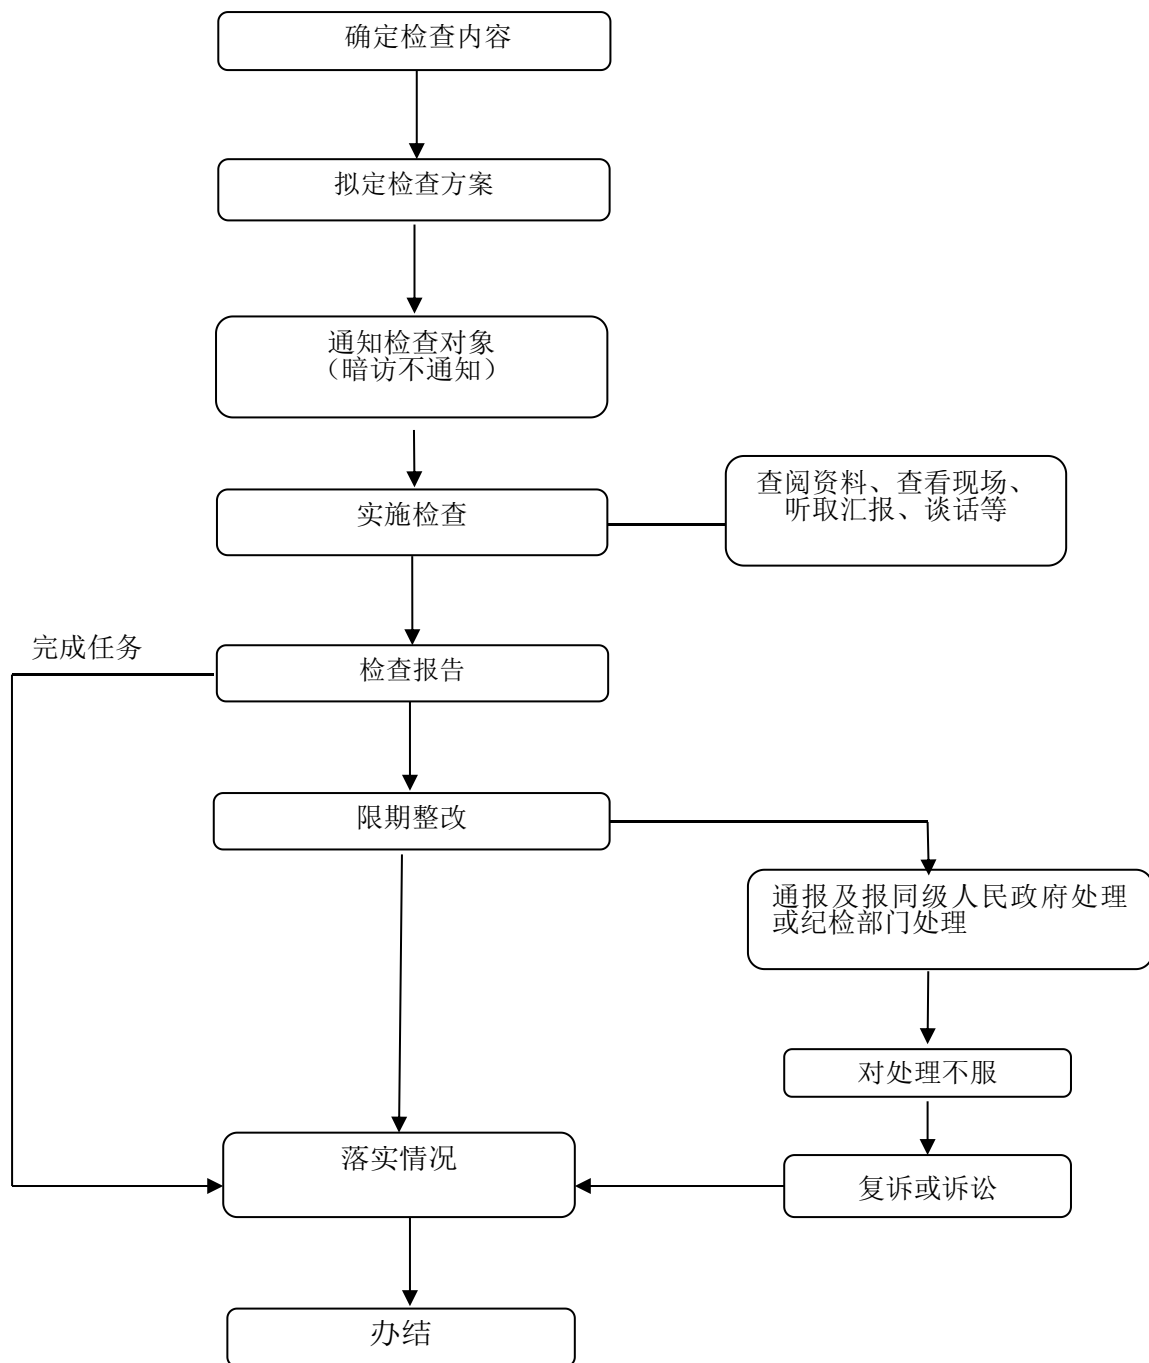 确定检查内容
拟定检查方案
通知检查对象
（暗访不通知）
实施检查
查阅资料、查看现场、
听取汇报、谈话等
完成任务
检查报告
限期整改
通报及报同级人民政府处理
或纪检部门处理
对处理不服
落实情况
复诉或诉讼
办结